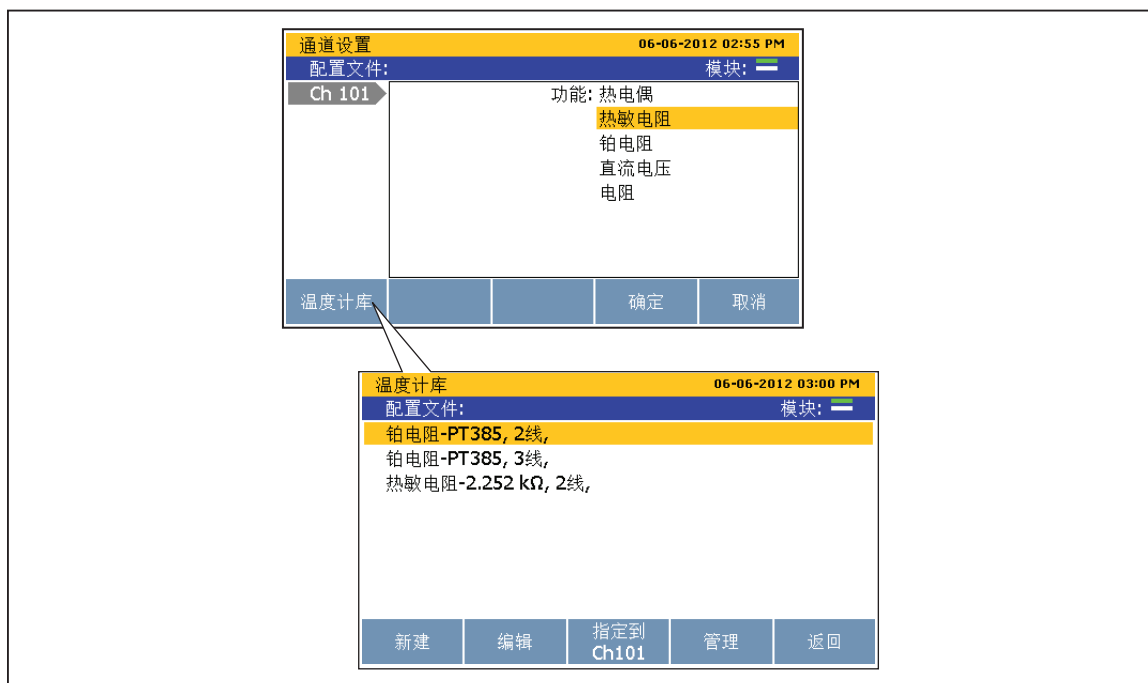 通道设置 06-06-2012 02:55 PM
配置文件: 模块:
Ch 101 功能: 热电偶
热敏电阻
铂电阻
直流电压
电阻
温度计库 确定 取消
温度计库 06-06-2012 03:00 PM
配置文件: 模块:
铂电阻-PT385, 2线,
铂电阻-PT385, 3线,
热敏电阻-2.252 kΩ, 2线,
新建 编辑 指定到 管理 返回
Ch101